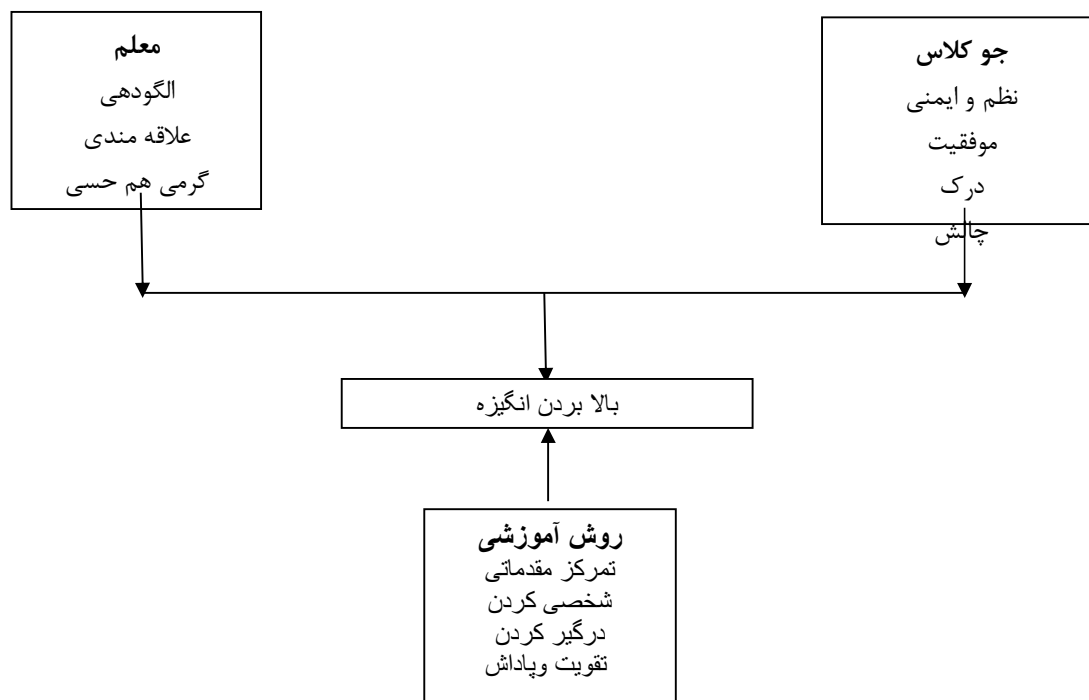 جو کلاس
نظم و ایمنی
موفقیت
درک
چالش
معلم
الگودهی
علاقه مندی
گرمی هم حسی
بالا بردن انگیزه
روش آموزشی
تمرکز مقدماتی
شخصی کردن
درگیر کردن
تقویت وپاداش